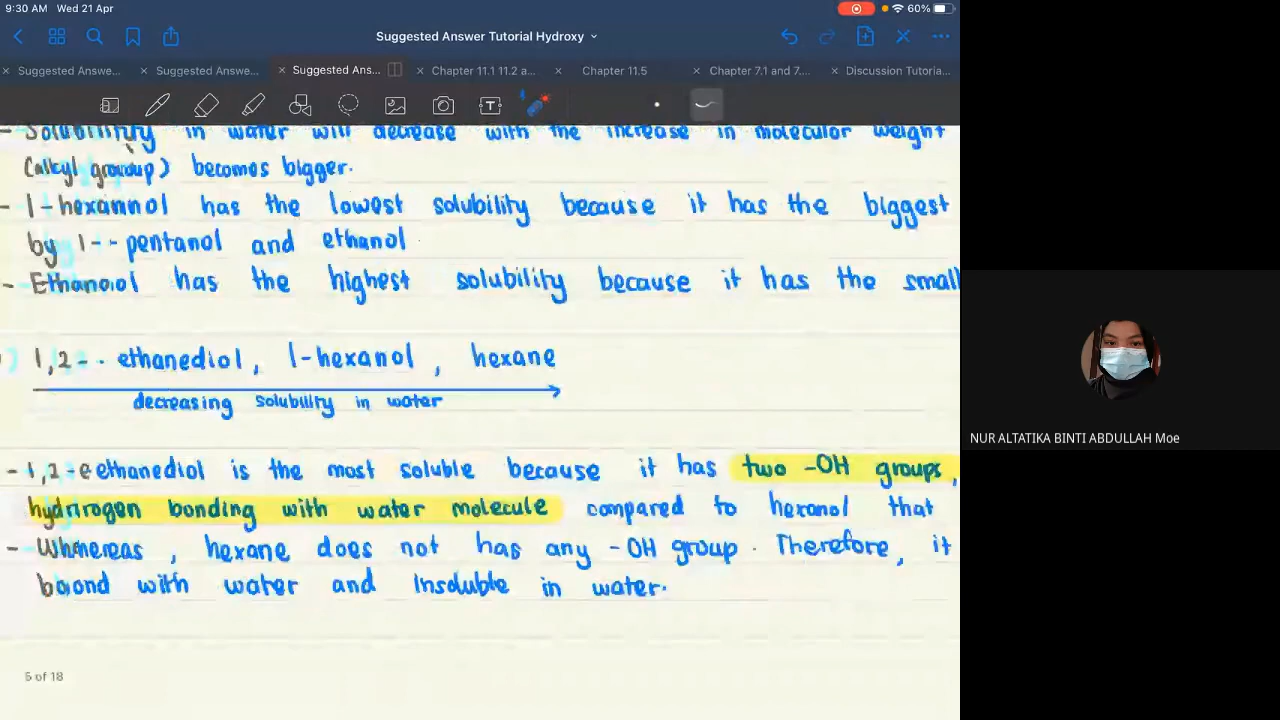 9:30 AM Wed 21 Apr
60%
Suggested Answer Tutorial Hydroxy
Suggested Answe...
Suggested Answe...
Suggested Ans...
Chapter 11.1 11.2 a...
Chapter 11.5
Chapter 7.1 and 7....
Discussion Tutoria...
- Solubility in water will decrease with the increase in molecular weight
(alkyl group) becomes bigger.
- 1-hexanol has the lowest solubility because it has the biggest
by 1-pentanol and ethanol
- Ethanol has the highest solubility because it has the small
) 1,2-ethanediol, 1-hexanol, hexane
decreasing solubility in water
- 1,2-ethanediol is the most soluble because it has two -OH groups,
hydrogen bonding with water molecule compared to hexanol that
- Whereas, hexane does not has any -OH group. Therefore, it
bond with water and insoluble in water.
5 of 18
NUR ALTATIKA BINTI ABDULLAH Moe